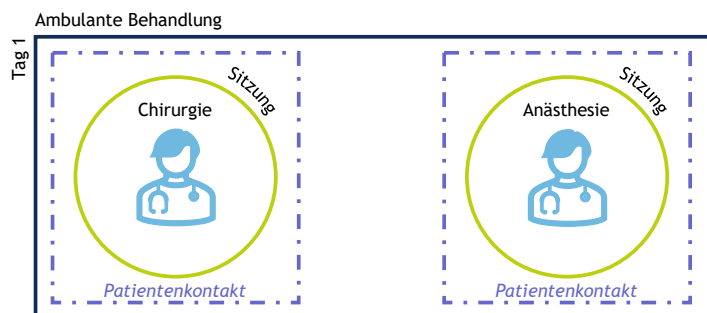 Ambulante Behandlung
Tag 1
Sitzung
Chirurgie
Patientenkontakt
Sitzung
Anästhesie
Patientenkontakt